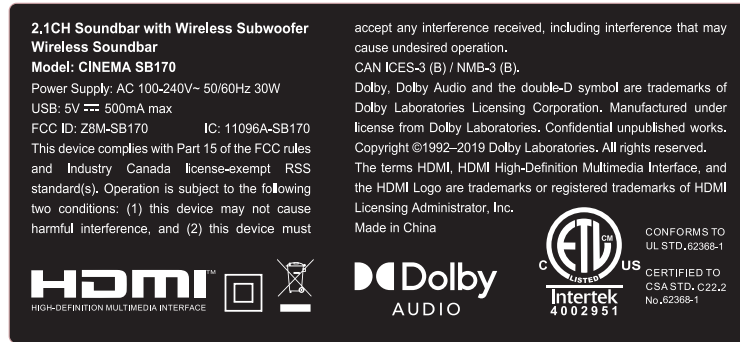 2.1CH Soundbar with Wireless Subwoofer
Wireless Soundbar
Model: CINEMA SB170
Power Supply: AC 100-240V~ 50/60Hz 30W
USB: 5V ⎓ 500mA max
FCC ID: Z8M-SB170 IC: 11096A-SB170
This device complies with Part 15 of the FCC rules
and Industry Canada license-exempt RSS
standard(s). Operation is subject to the following
two conditions: (1) this device may not cause
harmful interference, and (2) this device must
HDMI™
HIGH-DEFINITION MULTIMEDIA INTERFACE
accept any interference received, including interference that may
cause undesired operation.
CAN ICES-3 (B) / NMB-3 (B).
Dolby, Dolby Audio and the double-D symbol are trademarks of
Dolby Laboratories Licensing Corporation. Manufactured under
license from Dolby Laboratories. Confidential unpublished works.
Copyright ©1992–2019 Dolby Laboratories. All rights reserved.
The terms HDMI, HDMI High-Definition Multimedia Interface, and
the HDMI Logo are trademarks or registered trademarks of HDMI
Licensing Administrator, Inc.
Made in China
Dolby
AUDIO
ETL CM
C US
LISTED
Intertek
4002951
CONFORMS TO
UL STD.62368-1
CERTIFIED TO
CSA STD. C22.2
No.62368-1